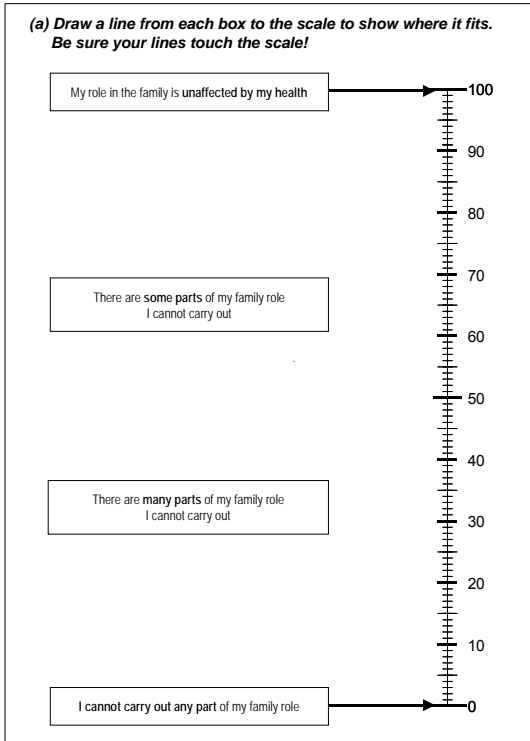 (a) Draw a line from each box to the scale to show where it fits.
Be sure your lines touch the scale!
My role in the family is unaffected by my health
100
90
80
70
There are some parts of my family role
I cannot carry out
60
50
40
There are many parts of my family role
I cannot carry out
30
20
10
I cannot carry out any part of my family role
0